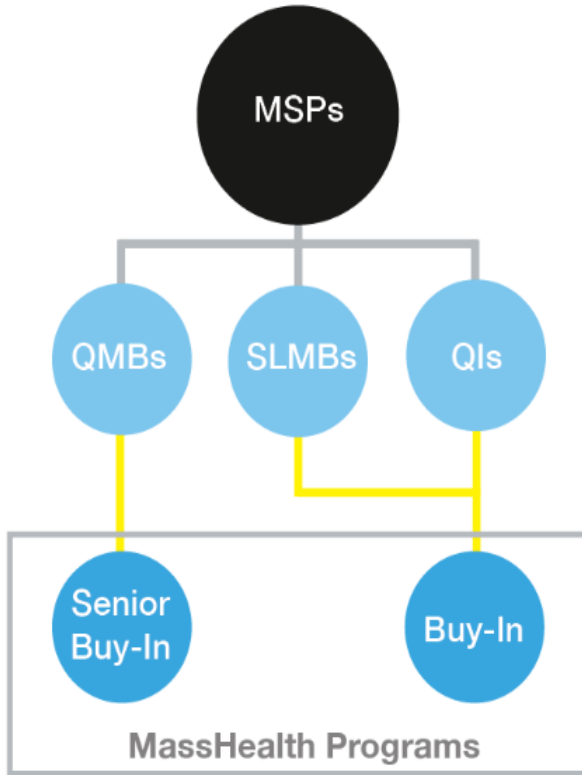 MSPs
QMBs
SLMBs
QIs
Senior
Buy-In
Buy-In
MassHealth Programs